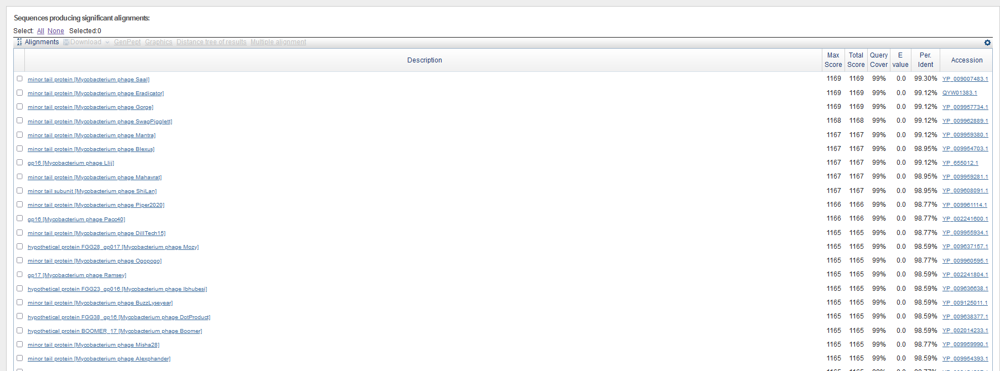 Sequences producing significant alignments:
Select: All None Selected:0
Alignments Download GenPept Graphics Distance tree of results Multiple alignment
Description Max Score Total Score Query Cover E value Per. Ident Accession
minor tail protein [Mycobacterium phage Saal] 1169 1169 99% 0.0 99.30% YP_009007483.1
minor tail protein [Mycobacterium phage Eradicator] 1169 1169 99% 0.0 99.12% QYW01383.1
minor tail protein [Mycobacterium phage Gorge] 1169 1169 99% 0.0 99.12% YP_009957734.1
minor tail protein [Mycobacterium phage SwagPigglett] 1168 1168 99% 0.0 99.12% YP_009962889.1
minor tail protein [Mycobacterium phage Mantra] 1167 1167 99% 0.0 99.12% YP_009959380.1
minor tail protein [Mycobacterium phage Blexus] 1167 1167 99% 0.0 98.95% YP_009954703.1
gp16 [Mycobacterium phage Llij] 1167 1167 99% 0.0 99.12% YP_655012.1
minor tail protein [Mycobacterium phage Mahavrat] 1167 1167 99% 0.0 98.95% YP_009959281.1
minor tail subunit [Mycobacterium phage ShiLan] 1167 1167 99% 0.0 98.95% YP_009608091.1
minor tail protein [Mycobacterium phage Piper2020] 1166 1166 99% 0.0 98.77% YP_009961114.1
gp16 [Mycobacterium phage Pacc40] 1166 1166 99% 0.0 98.77% YP_002241600.1
minor tail protein [Mycobacterium phage DillTech15] 1165 1165 99% 0.0 98.77% YP_009955934.1
hypothetical protein FGG28_gp017 [Mycobacterium phage Mozy] 1165 1165 99% 0.0 98.59% YP_009637157.1
minor tail protein [Mycobacterium phage Ogopogo] 1165 1165 99% 0.0 98.77% YP_009960595.1
gp17 [Mycobacterium phage Ramsey] 1165 1165 99% 0.0 98.59% YP_002241804.1
hypothetical protein FGG23_gp016 [Mycobacterium phage Ibhubesi] 1165 1165 99% 0.0 98.59% YP_009636638.1
minor tail protein [Mycobacterium phage BuzzLyseyear] 1165 1165 99% 0.0 98.59% YP_009125011.1
hypothetical protein FGG38_gp16 [Mycobacterium phage DotProduct] 1165 1165 99% 0.0 98.59% YP_009638377.1
hypothetical protein BOOMER_17 [Mycobacterium phage Boomer] 1165 1165 99% 0.0 98.59% YP_002014233.1
minor tail protein [Mycobacterium phage Misha28] 1165 1165 99% 0.0 98.77% YP_009959990.1
minor tail protein [Mycobacterium phage Alexphander] 1165 1165 99% 0.0 98.59% YP_009954393.1